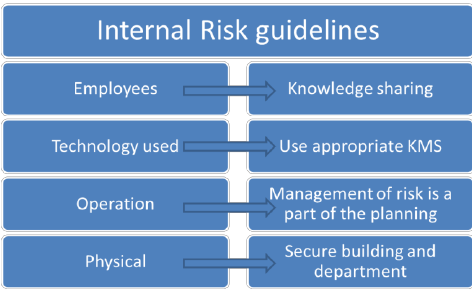 Internal Risk guidelines
Employees
Knowledge sharing
Technology used
Use appropriate KMS
Operation
Management of risk is a
part of the planning
Physical
Secure building and
department